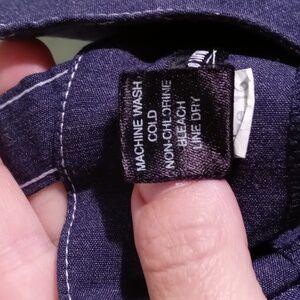 MACHINE WASH
COLD
NON-CHLORINE
BLEACH
LINE DRY